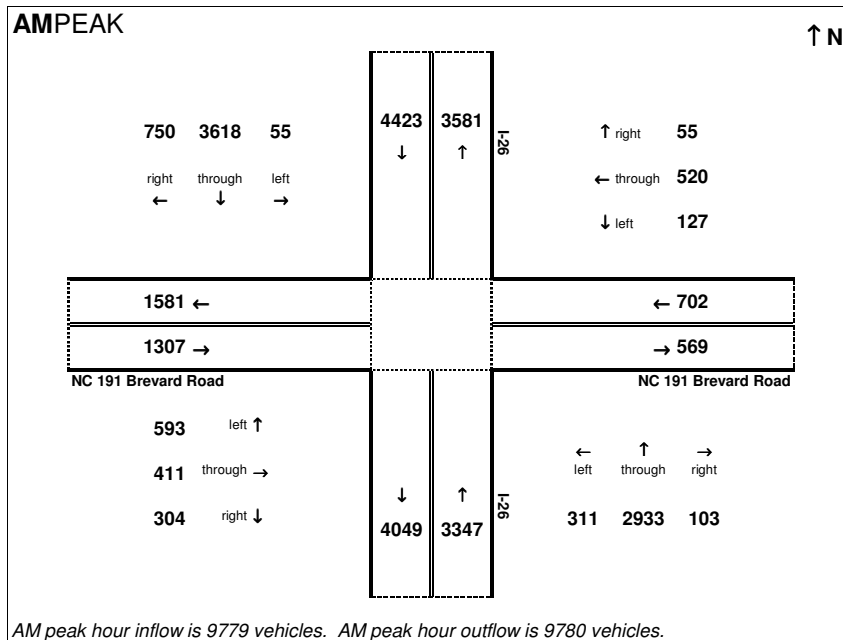 AMPEAK
↑ N
750 3618 55
right through left
← ↓ →
4423 3581
↓ ↑
I-26
↑ right 55
← through 520
↓ left 127
1581 ←
← 702
1307 →
→ 569
NC 191 Brevard Road
NC 191 Brevard Road
593 left ↑
411 through →
304 right ↓
↓ ↑
4049 3347
I-26
← ↑ →
left through right
311 2933 103
AM peak hour inflow is 9779 vehicles. AM peak hour outflow is 9780 vehicles.